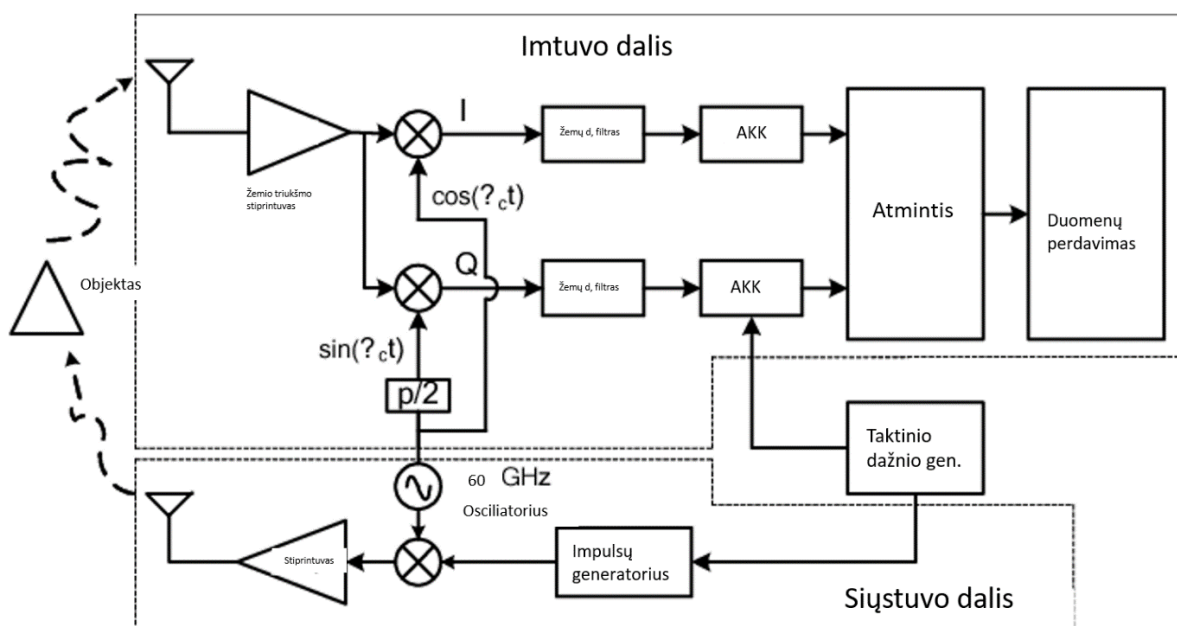 Imtuvo dalis
I
Žemų d, filtras
AKK
Žemio triukšmo
stiprintuvas
cos(?ct)
Atmintis
Duomenų
perdavimas
Objektas
Q
Žemų d, filtras
AKK
sin(?ct)
p/2
Taktinio
dažnio gen.
60 GHz
Osciliatorius
Stiprintuvas
Impulsų
generatorius
Siųstuvo dalis